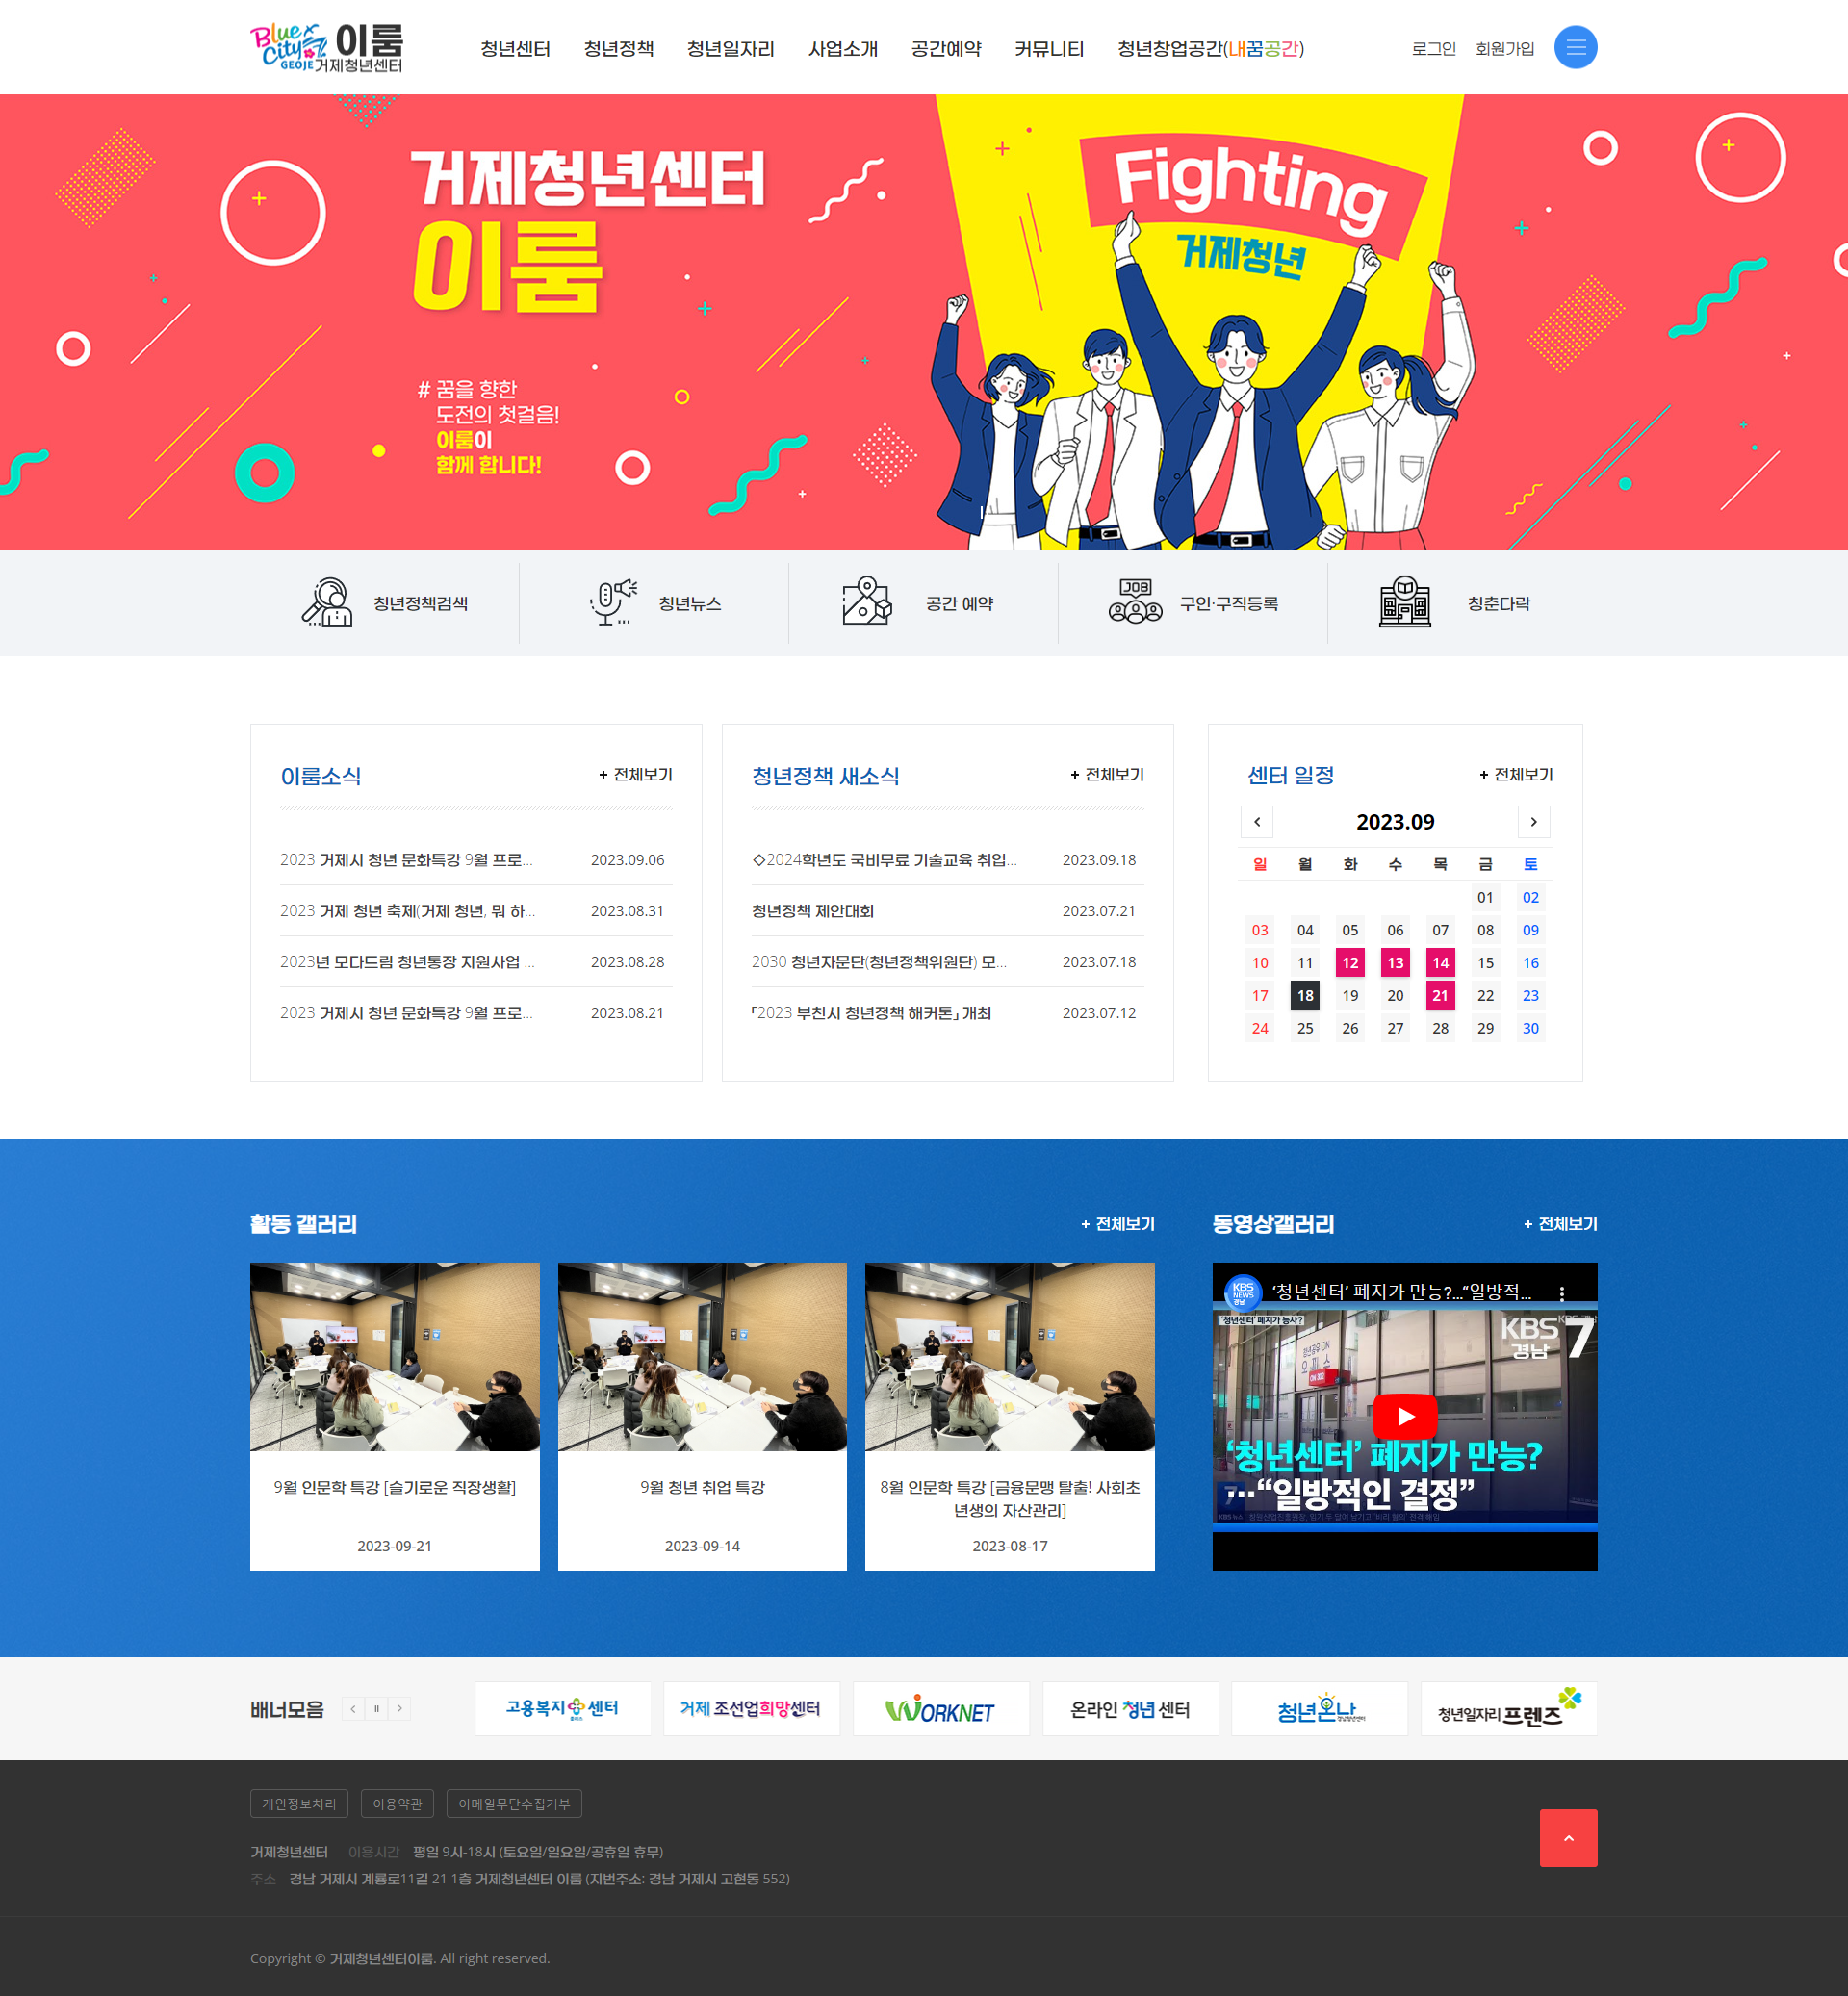 Blue City GEOJE 이룸 거제청년센터
청년센터 청년정책 청년일자리 사업소개 공간예약 커뮤니티 청년창업공간(내꿈공간)
로그인 회원가입
거제청년센터
이룸
# 꿈을 향한
도전의 첫걸음!
이룸이
함께 합니다!
Fighting
거제청년
청년정책검색 청년뉴스 공간 예약 JOB 구인·구직등록 청춘다락
이룸소식 + 전체보기
2023 거제시 청년 문화특강 9월 프로... 2023.09.06
2023 거제 청년 축제(거제 청년, 뭐 하... 2023.08.31
2023년 모다드림 청년통장 지원사업 ... 2023.08.28
2023 거제시 청년 문화특강 9월 프로... 2023.08.21
청년정책 새소식 + 전체보기
◇2024학년도 국비무료 기술교육 취업... 2023.09.18
청년정책 제안대회 2023.07.21
2030 청년자문단(청년정책위원단) 모... 2023.07.18
「2023 부천시 청년정책 해커톤」 개최 2023.07.12
센터 일정 + 전체보기
2023.09
일 월 화 수 목 금 토
01 02
03 04 05 06 07 08 09
10 11 12 13 14 15 16
17 18 19 20 21 22 23
24 25 26 27 28 29 30
활동 갤러리 + 전체보기
9월 인문학 특강 [슬기로운 직장생활]
2023-09-21
9월 청년 취업 특강
2023-09-14
8월 인문학 특강 [금융문맹 탈출! 사회초
년생의 자산관리]
2023-08-17
동영상갤러리 + 전체보기
KBS NEWS 경남
‘청년센터’ 폐지가 만능?...“일방적...
KBS 경남 7
‘청년센터’ 폐지가 만능?
...“일방적인 결정”
배너모음
고용복지 센터
거제 조선업희망센터
WORKNET
온라인 청년 센터
청년온나
청년일자리 프렌즈
개인정보처리 이용약관 이메일무단수집거부
거제청년센터 이용시간 평일 9시-18시 (토요일/일요일/공휴일 휴무)
주소 경남 거제시 계룡로11길 21 1층 거제청년센터 이룸 (지번주소: 경남 거제시 고현동 552)
Copyright © 거제청년센터이룸. All right reserved.